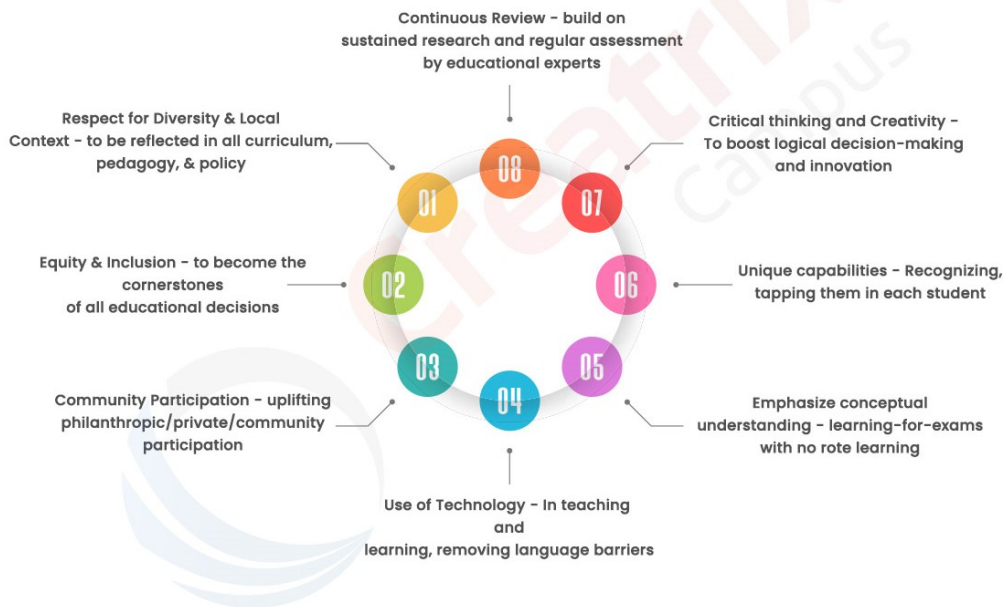 Continuous Review - build on
sustained research and regular assessment
by educational experts
Respect for Diversity & Local
Context - to be reflected in all curriculum,
pedagogy, & policy
Critical thinking and Creativity -
To boost logical decision-making
and innovation
08
01
07
Equity & Inclusion - to become the
cornerstones
of all educational decisions
02
06
Unique capabilities - Recognizing,
tapping them in each student
03
05
04
Community Participation - uplifting
philanthropic/private/community
participation
Emphasize conceptual
understanding - learning-for-exams
with no rote learning
Use of Technology - In teaching
and
learning, removing language barriers
creatrix
Campus